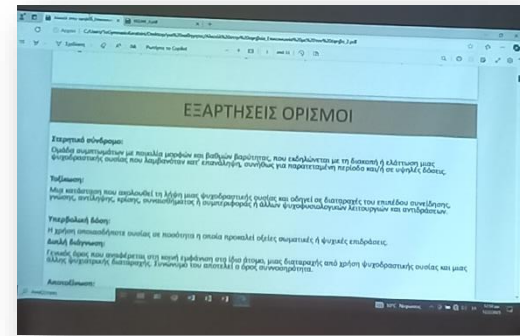 ΕΞΑΡΤΗΣΕΙΣ ΟΡΙΣΜΟΙ
Στερητικό σύνδρομο:
Ομάδα συμπτωμάτων με ποικιλία μορφών και βαθμών βαρύτητας, που εκδηλώνεται με τη διακοπή ή ελάττωση μιας
ψυχοδραστικής ουσίας που λαμβανόταν κατ' επανάληψη, συνήθως για παρατεταμένη περίοδο και/ή σε υψηλές δόσεις.
Τοξίκωση:
Μια κατάσταση που ακολουθεί τη λήψη μιας ψυχοδραστικής ουσίας και οδηγεί σε διαταραχές του επιπέδου συνείδησης,
γνώσης, αντίληψης, κρίσης, συναισθήματος ή συμπεριφοράς ή άλλων ψυχοφυσιολογικών λειτουργιών και αντιδράσεων.
Υπερβολική δόση:
Η χρήση οποιασδήποτε ουσίας σε ποσότητα η οποία προκαλεί οξείες σωματικές ή ψυχικές επιδράσεις.
Διπλή διάγνωση:
Γενικός όρος που αναφέρεται στη κοινή εμφάνιση στο ίδιο άτομο, μιας διαταραχής από χρήση ψυχοδραστικής ουσίας και μιας
άλλης ψυχιατρικής διαταραχής. Συνώνυμο του αποτελεί ο όρος συννοσηρότητα.
Αποτοξίνωση: